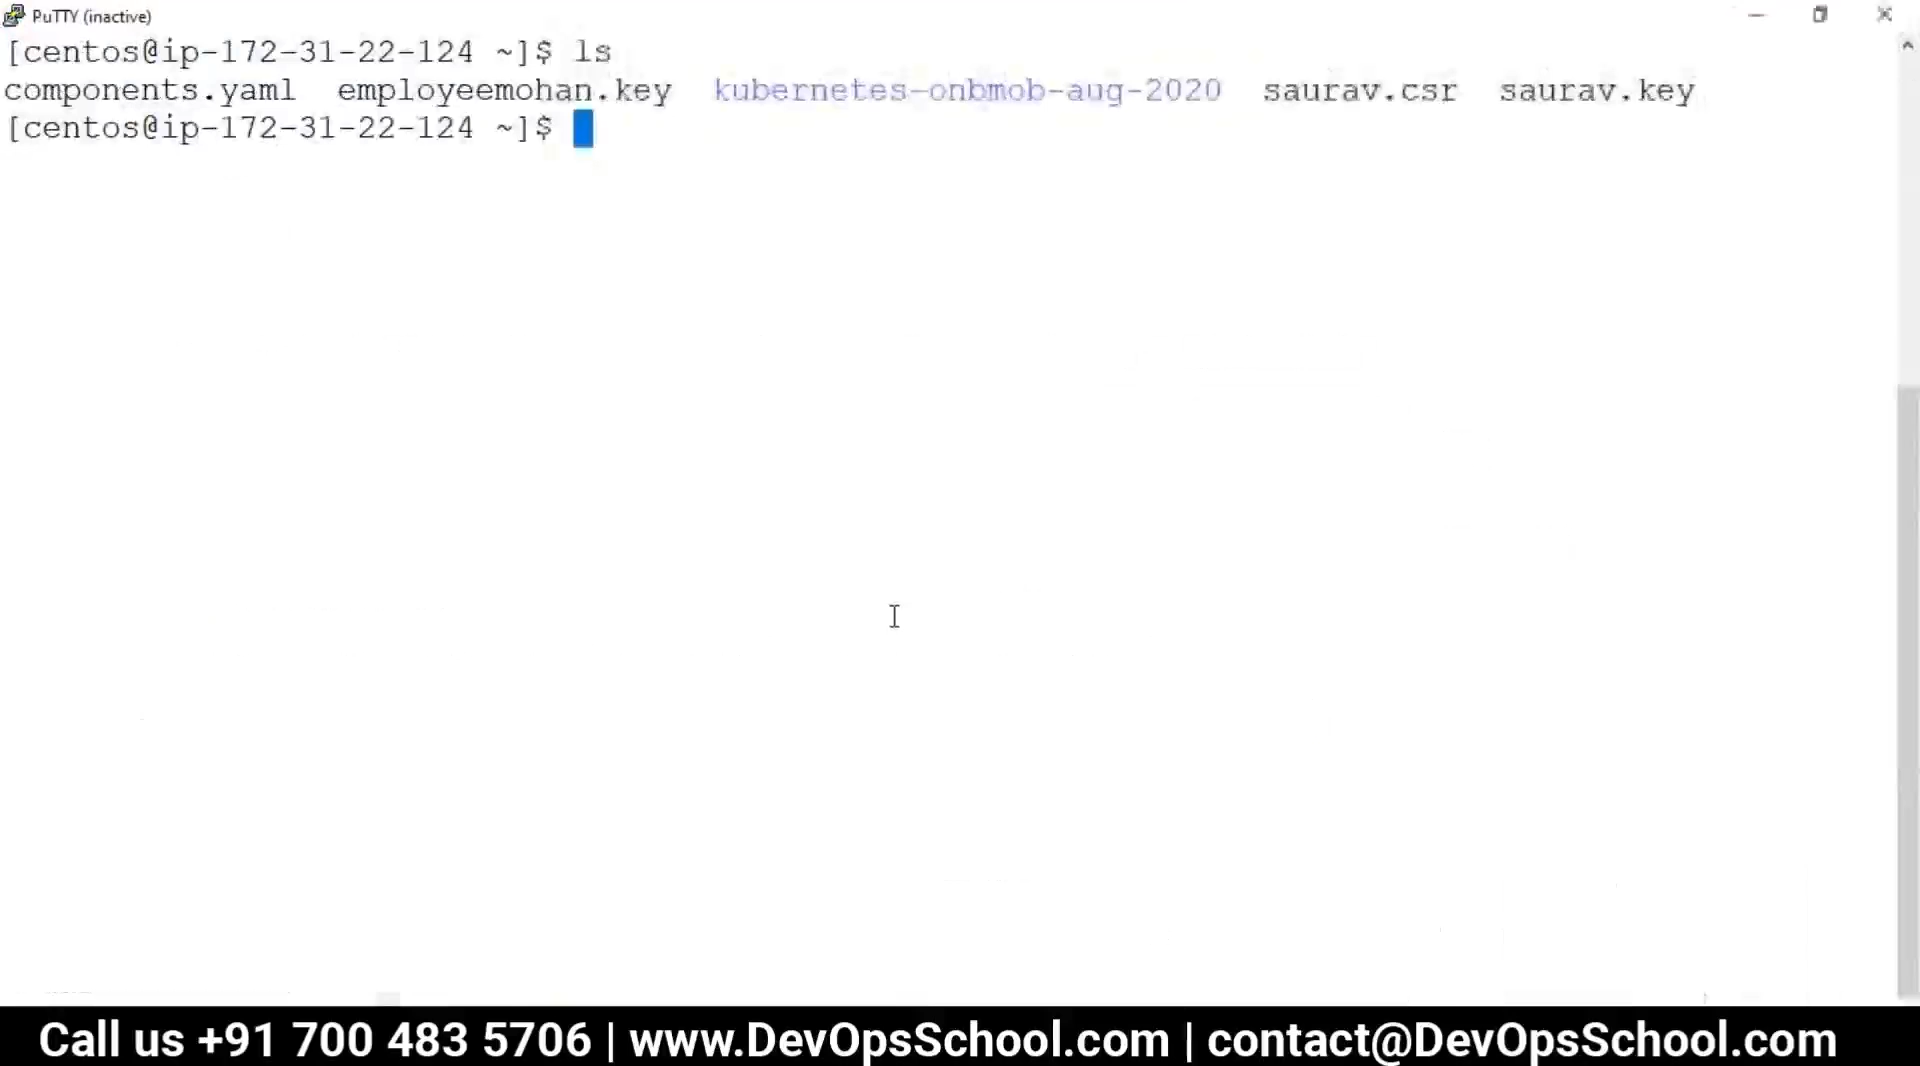 PuTTY (inactive)
[centos@ip-172-31-22-124 ~]$ ls
components.yaml  employeemohan.key  kubernetes-onbmob-aug-2020  saurav.csr  saurav.key
[centos@ip-172-31-22-124 ~]$
Call us +91 700 483 5706 | www.DevOpsSchool.com | contact@DevOpsSchool.com